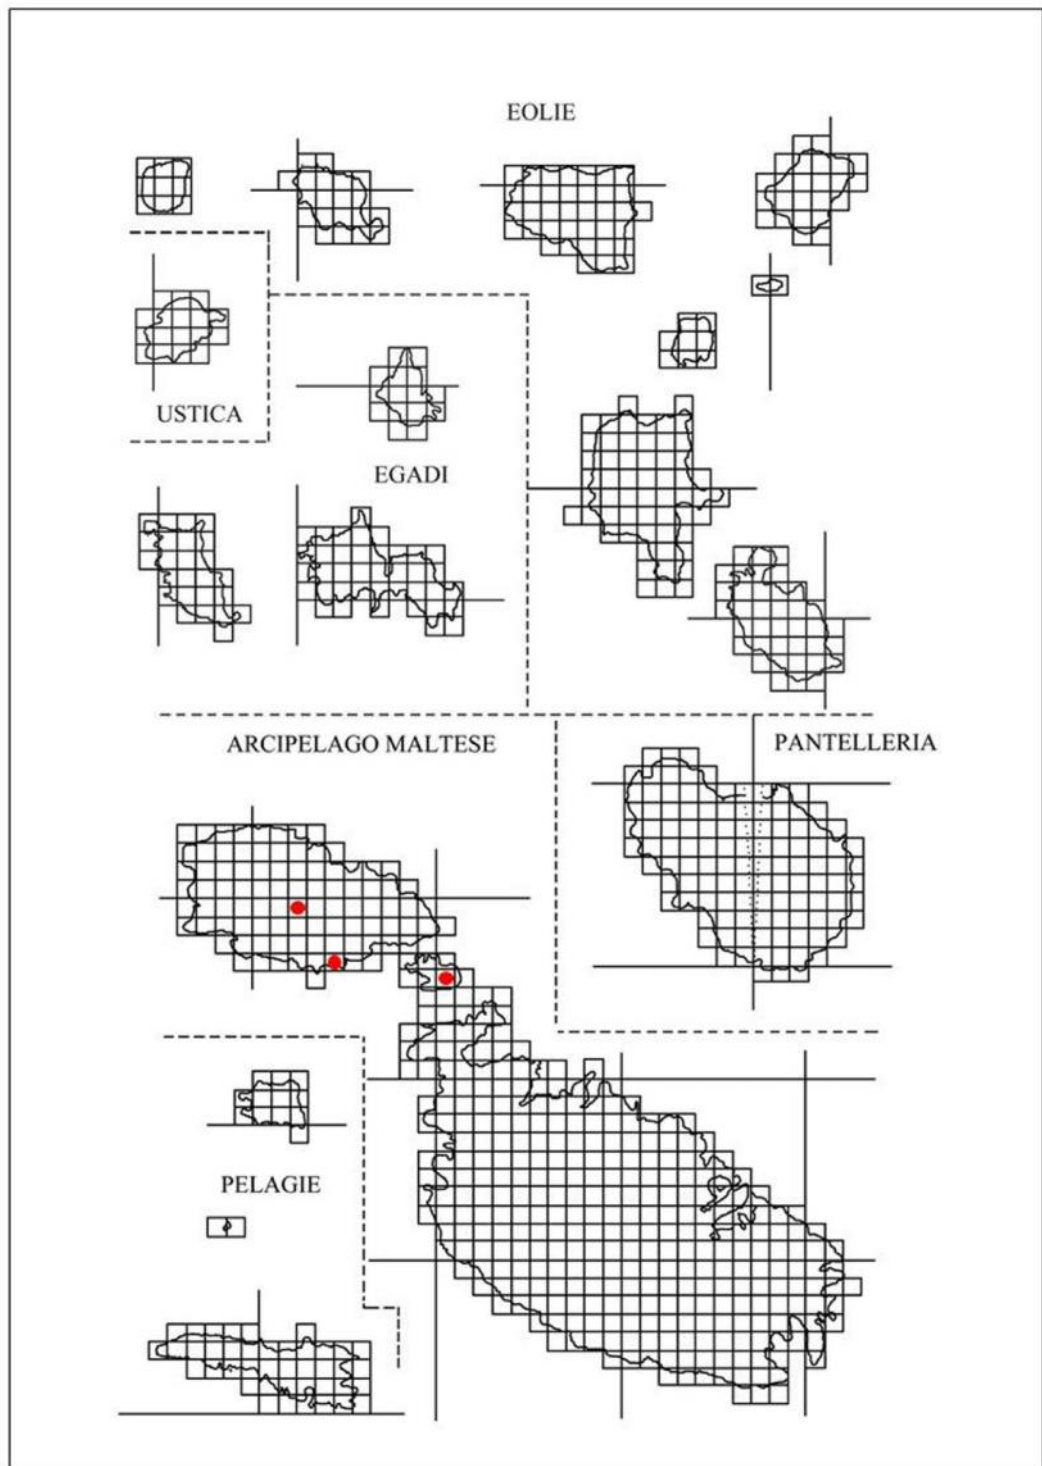 EOLIE
USTICA
EGADI
ARCIPELAGO MALTESE
PANTELLERIA
PELAGIE